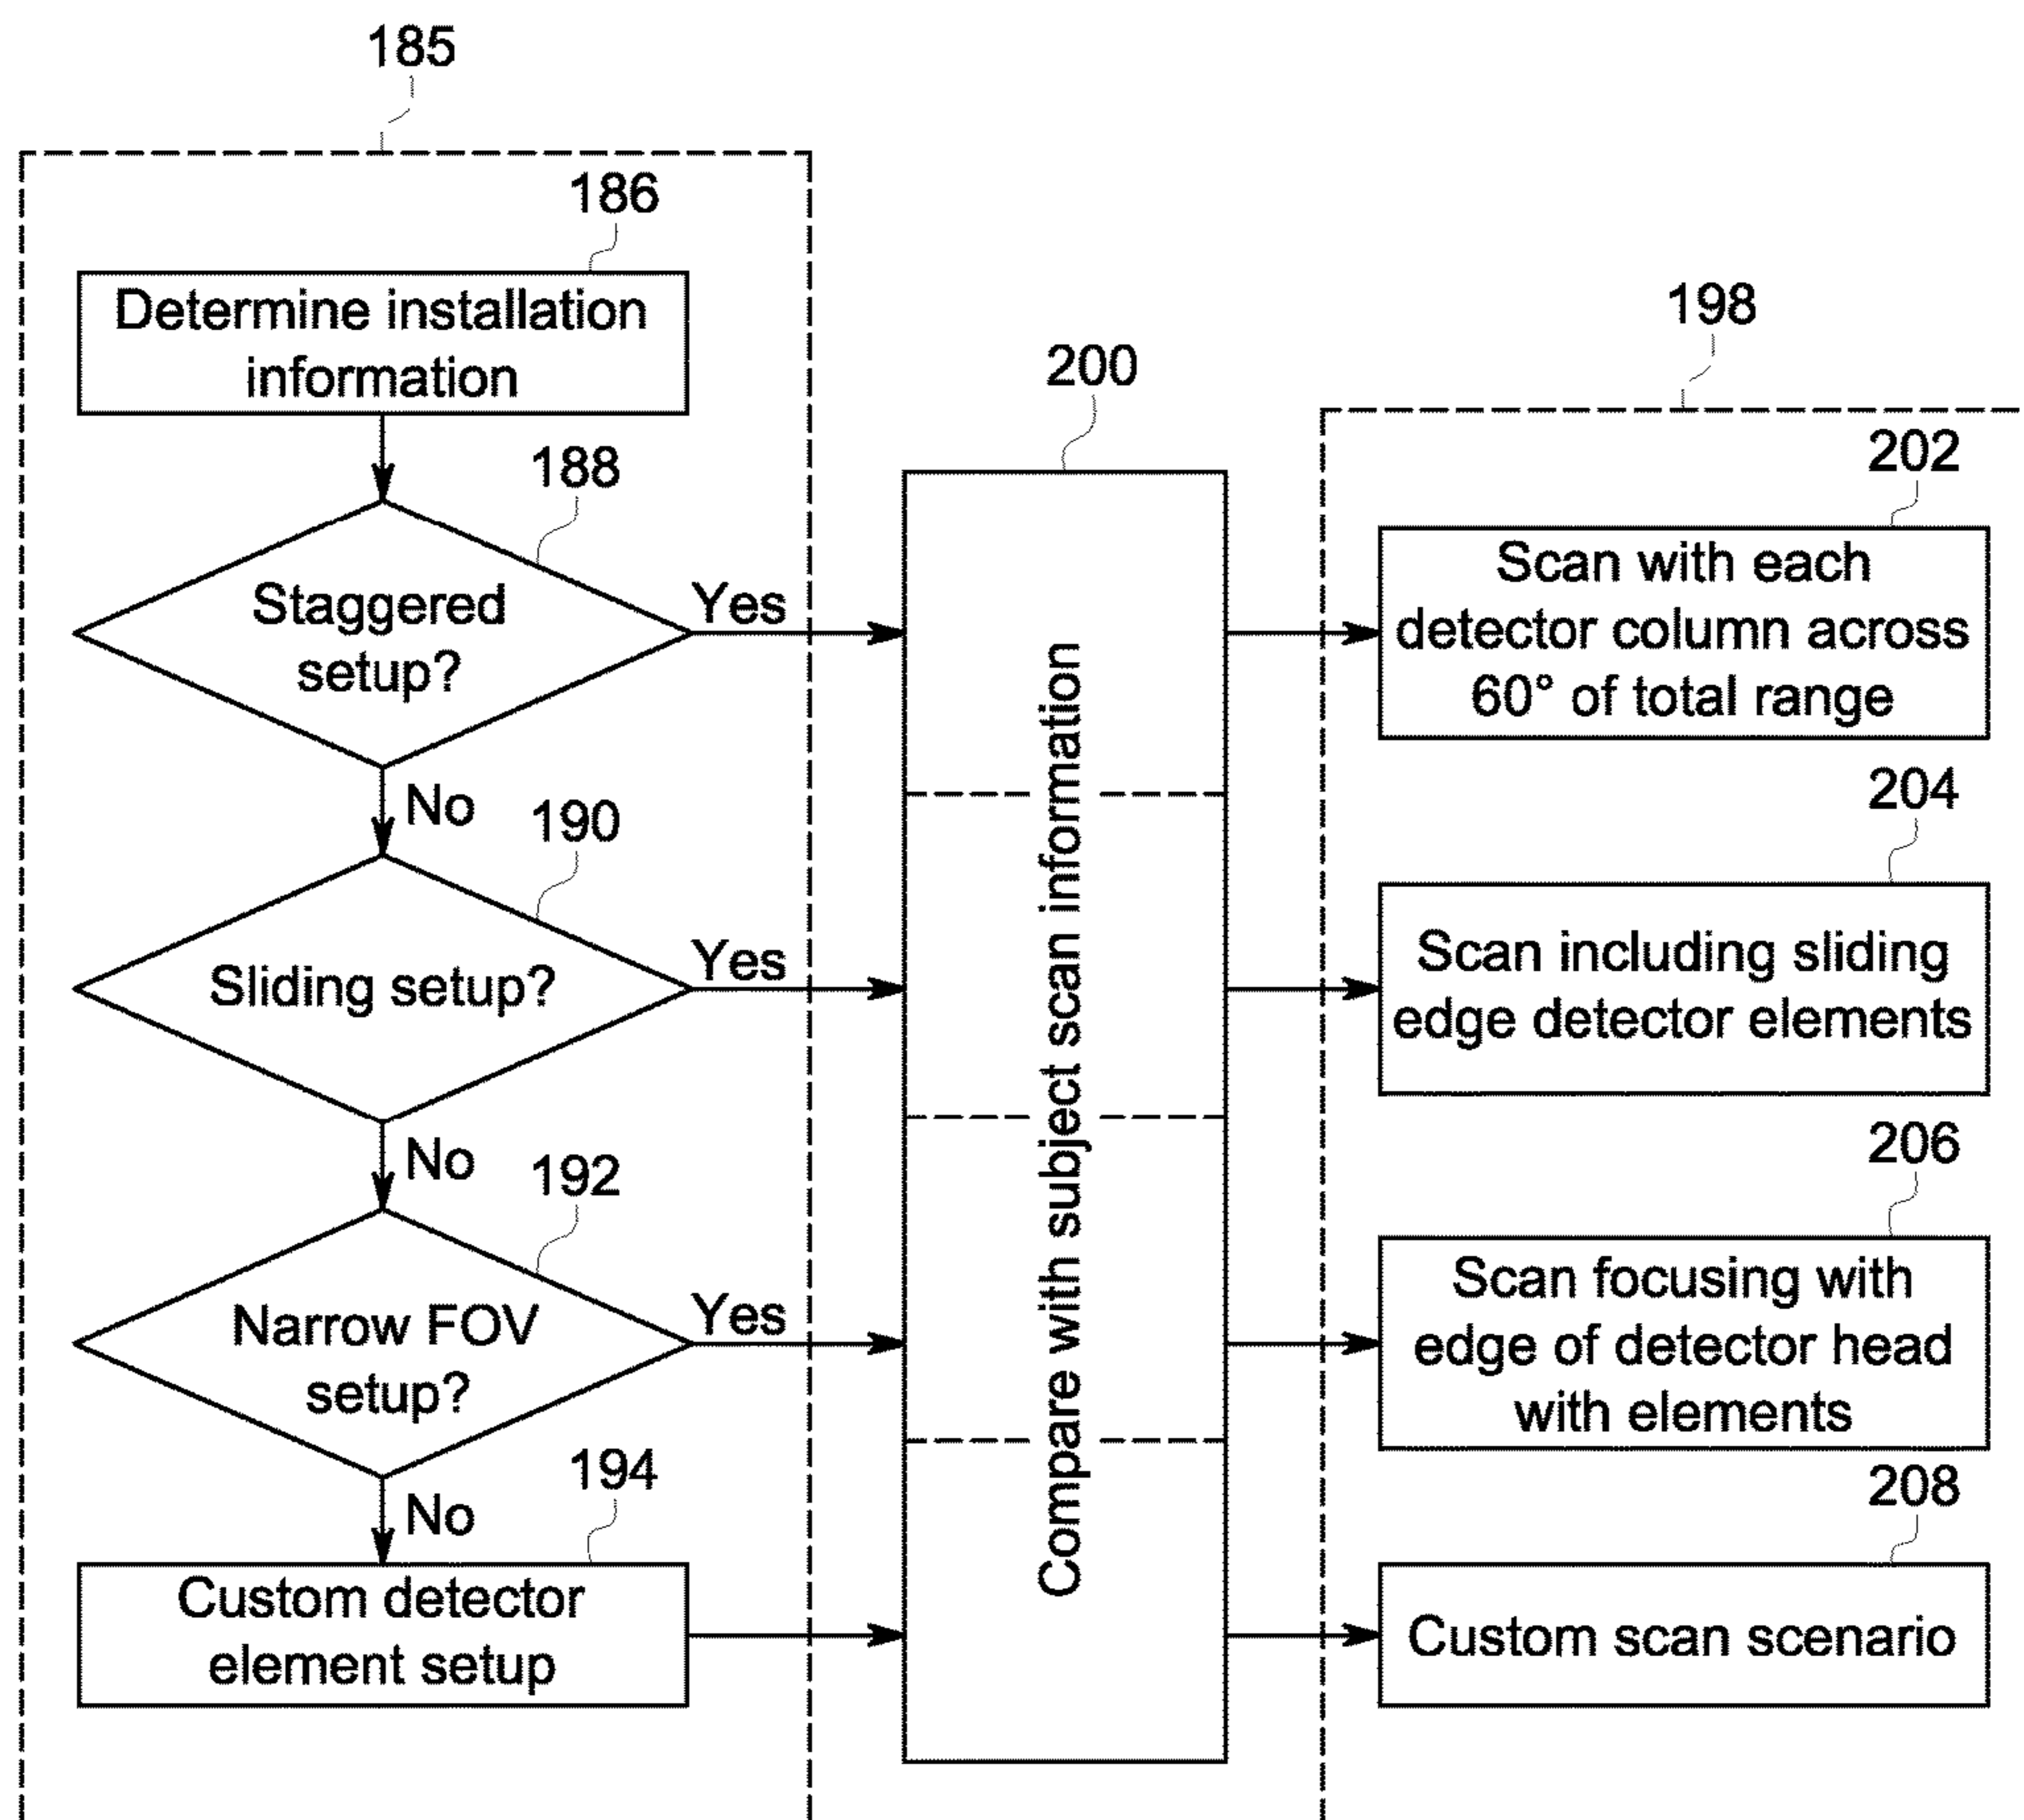 185
186
Determine installation
information
188
Staggered
setup?
Yes
No
190
Sliding setup?
Yes
No
192
Narrow FOV
setup?
Yes
No
194
Custom detector
element setup
200
Compare with subject scan information
198
202
Scan with each
detector column across
60° of total range
204
Scan including sliding
edge detector elements
206
Scan focusing with
edge of detector head
with elements
208
Custom scan scenario